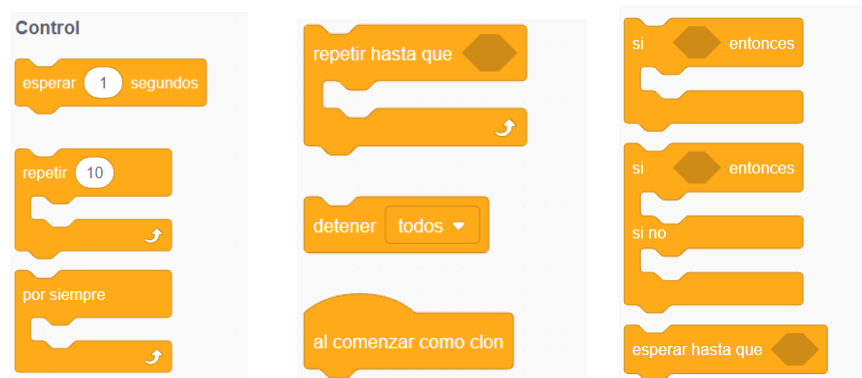 Control
esperar 1 segundos
repetir 10
por siempre
repetir hasta que
detener todos
al comenzar como clon
si entonces
si entonces
si no
esperar hasta que